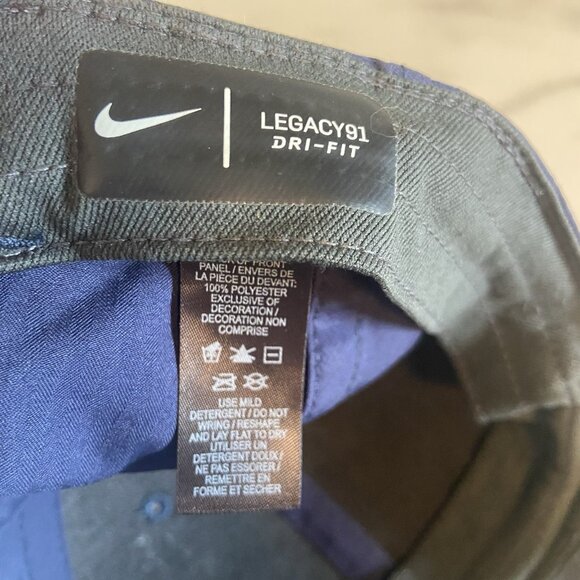 LEGACY91
DRI-FIT
OF FRONT
PANEL / ENVERS DE
LA PIÈCE DU DEVANT:
100% POLYESTER
EXCLUSIVE OF
DECORATION /
DECORATION NON
COMPRISE
USE MILD
DETERGENT / DO NOT
WRING / RESHAPE
AND LAY FLAT TO DRY
UTILISER UN
DETERGENT DOUX /
NE PAS ESSORER /
REMETTRE EN
FORME ET SECHER